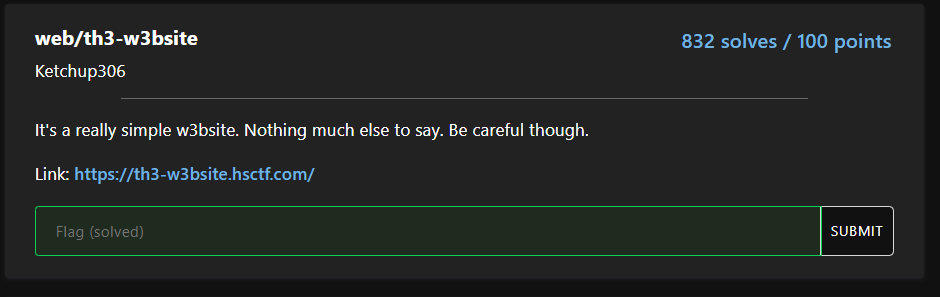 web/th3-w3bsite
832 solves / 100 points
Ketchup306
It's a really simple w3bsite. Nothing much else to say. Be careful though.
Link: https://th3-w3bsite.hsctf.com/
Flag (solved)
SUBMIT